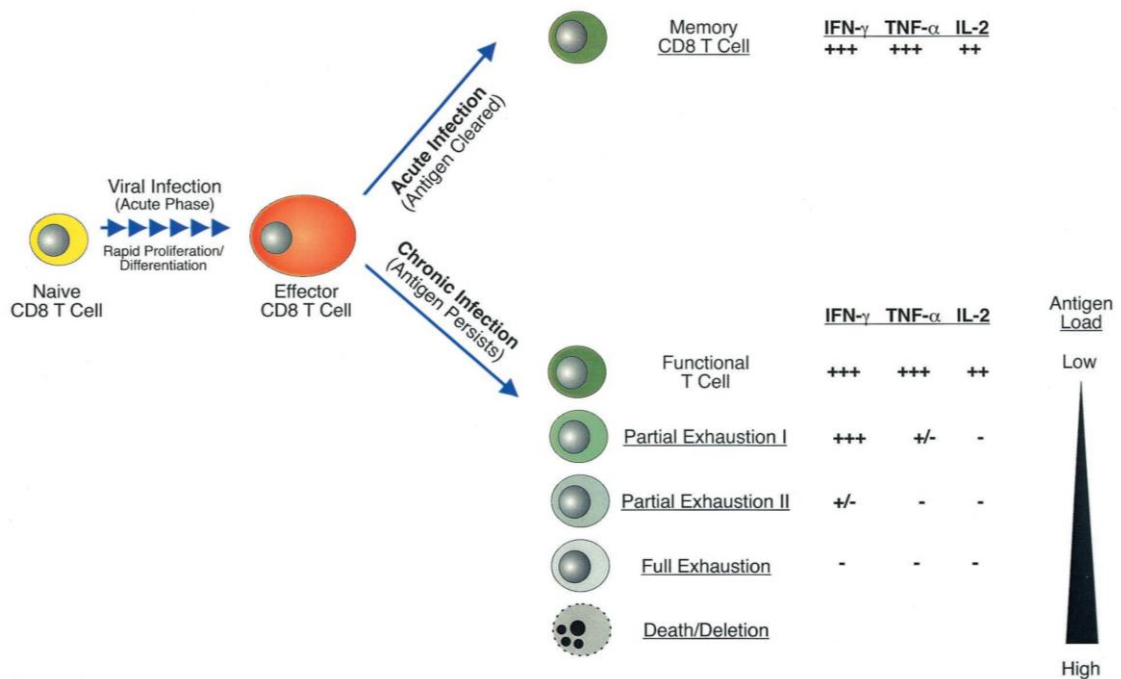 Memory
CD8 T Cell
IFN-γ TNF-α IL-2
+++ +++ ++
Acute Infection
(Antigen Cleared)
Viral Infection
(Acute Phase)
Rapid Proliferation/
Differentiation
Naive
CD8 T Cell
Effector
CD8 T Cell
Chronic Infection
(Antigen Persists)
IFN-γ TNF-α IL-2
Antigen
Load
Functional
T Cell
+++ +++ ++
Low
Partial Exhaustion I
+++ +/- -
Partial Exhaustion II
+/- - -
Full Exhaustion
- - -
Death/Deletion
High